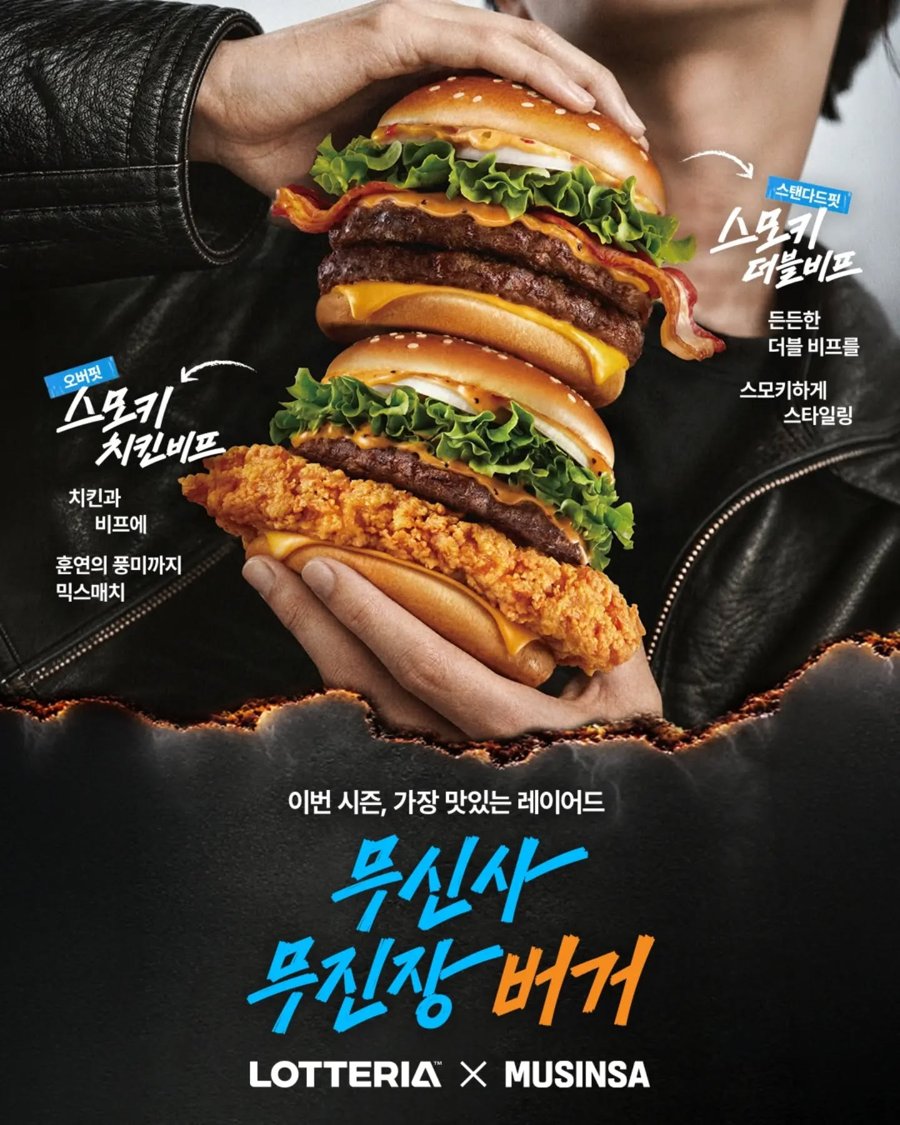 스탠다드핏
스모키
더블비프
든든한
더블 비프를
스모키하게
스타일링
오버핏
스모키
치킨비프
치킨과
비프에
훈연의 풍미까지
믹스매치
이번 시즌, 가장 맛있는 레이어드
무신사
무진장 버거
LOTTERIA™ × MUSINSA